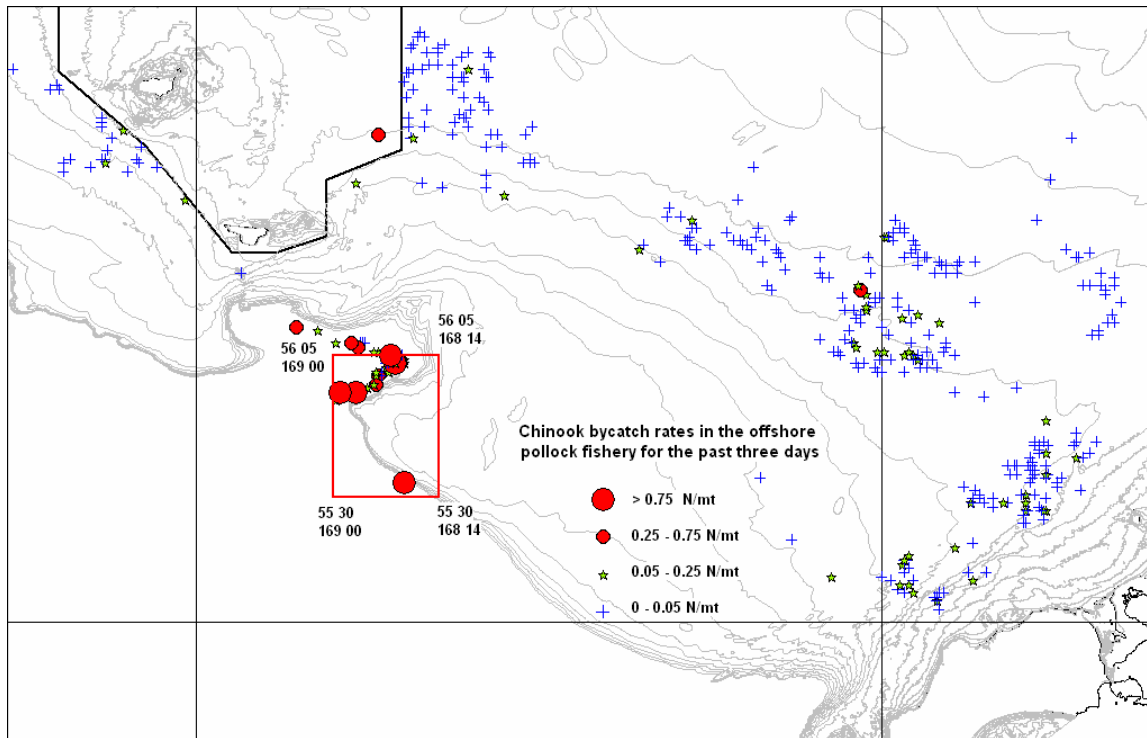 56 05
168 14
56 05
169 00
Chinook bycatch rates in the offshore
pollock fishery for the past three days
> 0.75 N/mt
0.25 - 0.75 N/mt
0.05 - 0.25 N/mt
0 - 0.05 N/mt
55 30
169 00
55 30
168 14